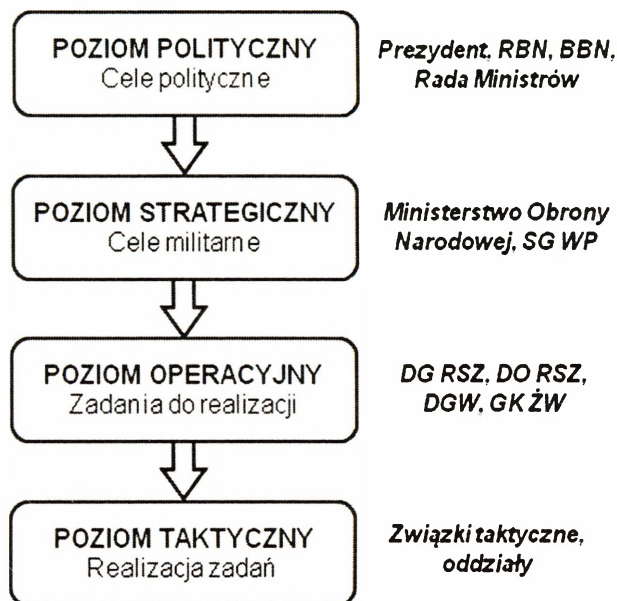 POZIOM POLITYCZNY
Cele polityczne
Prezydent, RBN, BBN,
Rada Ministrów
POZIOM STRATEGICZNY
Cele militarne
Ministerstwo Obrony
Narodowej, SG WP
POZIOM OPERACYJNY
Zadania do realizacji
DG RSZ, DO RSZ,
DGW, GK ŻW
POZIOM TAKTYCZNY
Realizacja zadań
Związki taktyczne,
oddziały